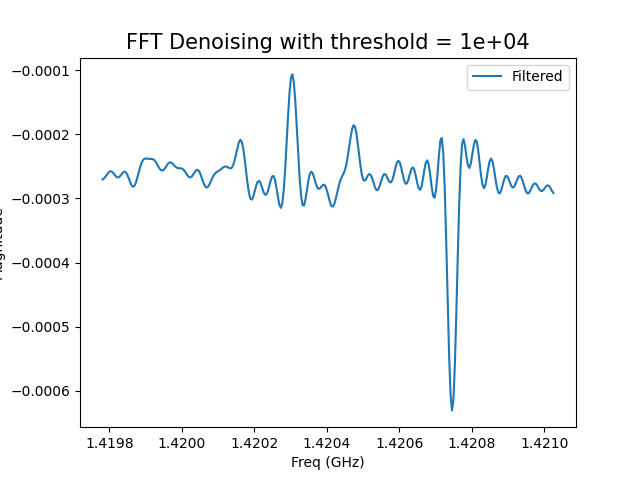 FFT Denoising with threshold = 1e+04
Filtered
−0.0001
−0.0002
−0.0003
−0.0004
−0.0005
−0.0006
1.4198 1.4200 1.4202 1.4204 1.4206 1.4208 1.4210
Freq (GHz)